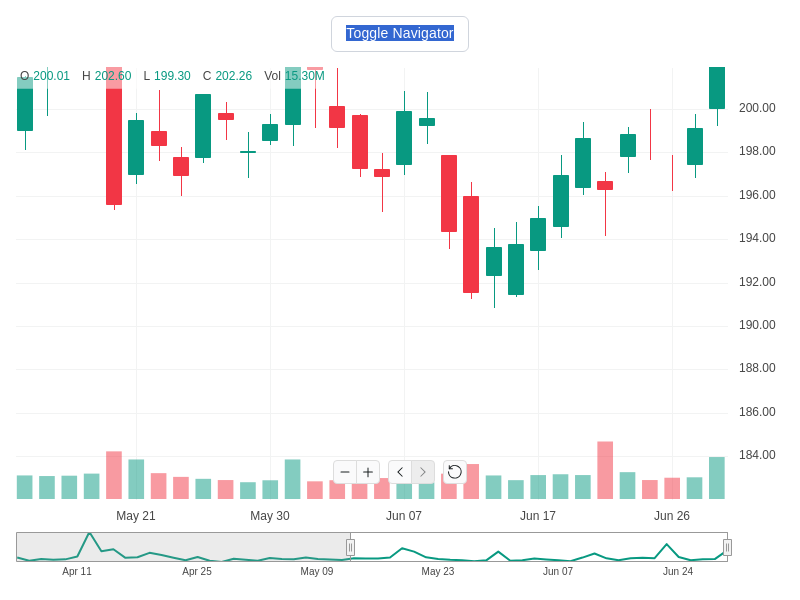 Toggle Navigator
O 200.01 H 202.60 L 199.30 C 202.26 Vol 15.30M
200.00
198.00
196.00
194.00
192.00
190.00
188.00
186.00
184.00
May 21 May 30 Jun 07 Jun 17 Jun 26
Apr 11 Apr 25 May 09 May 23 Jun 07 Jun 24